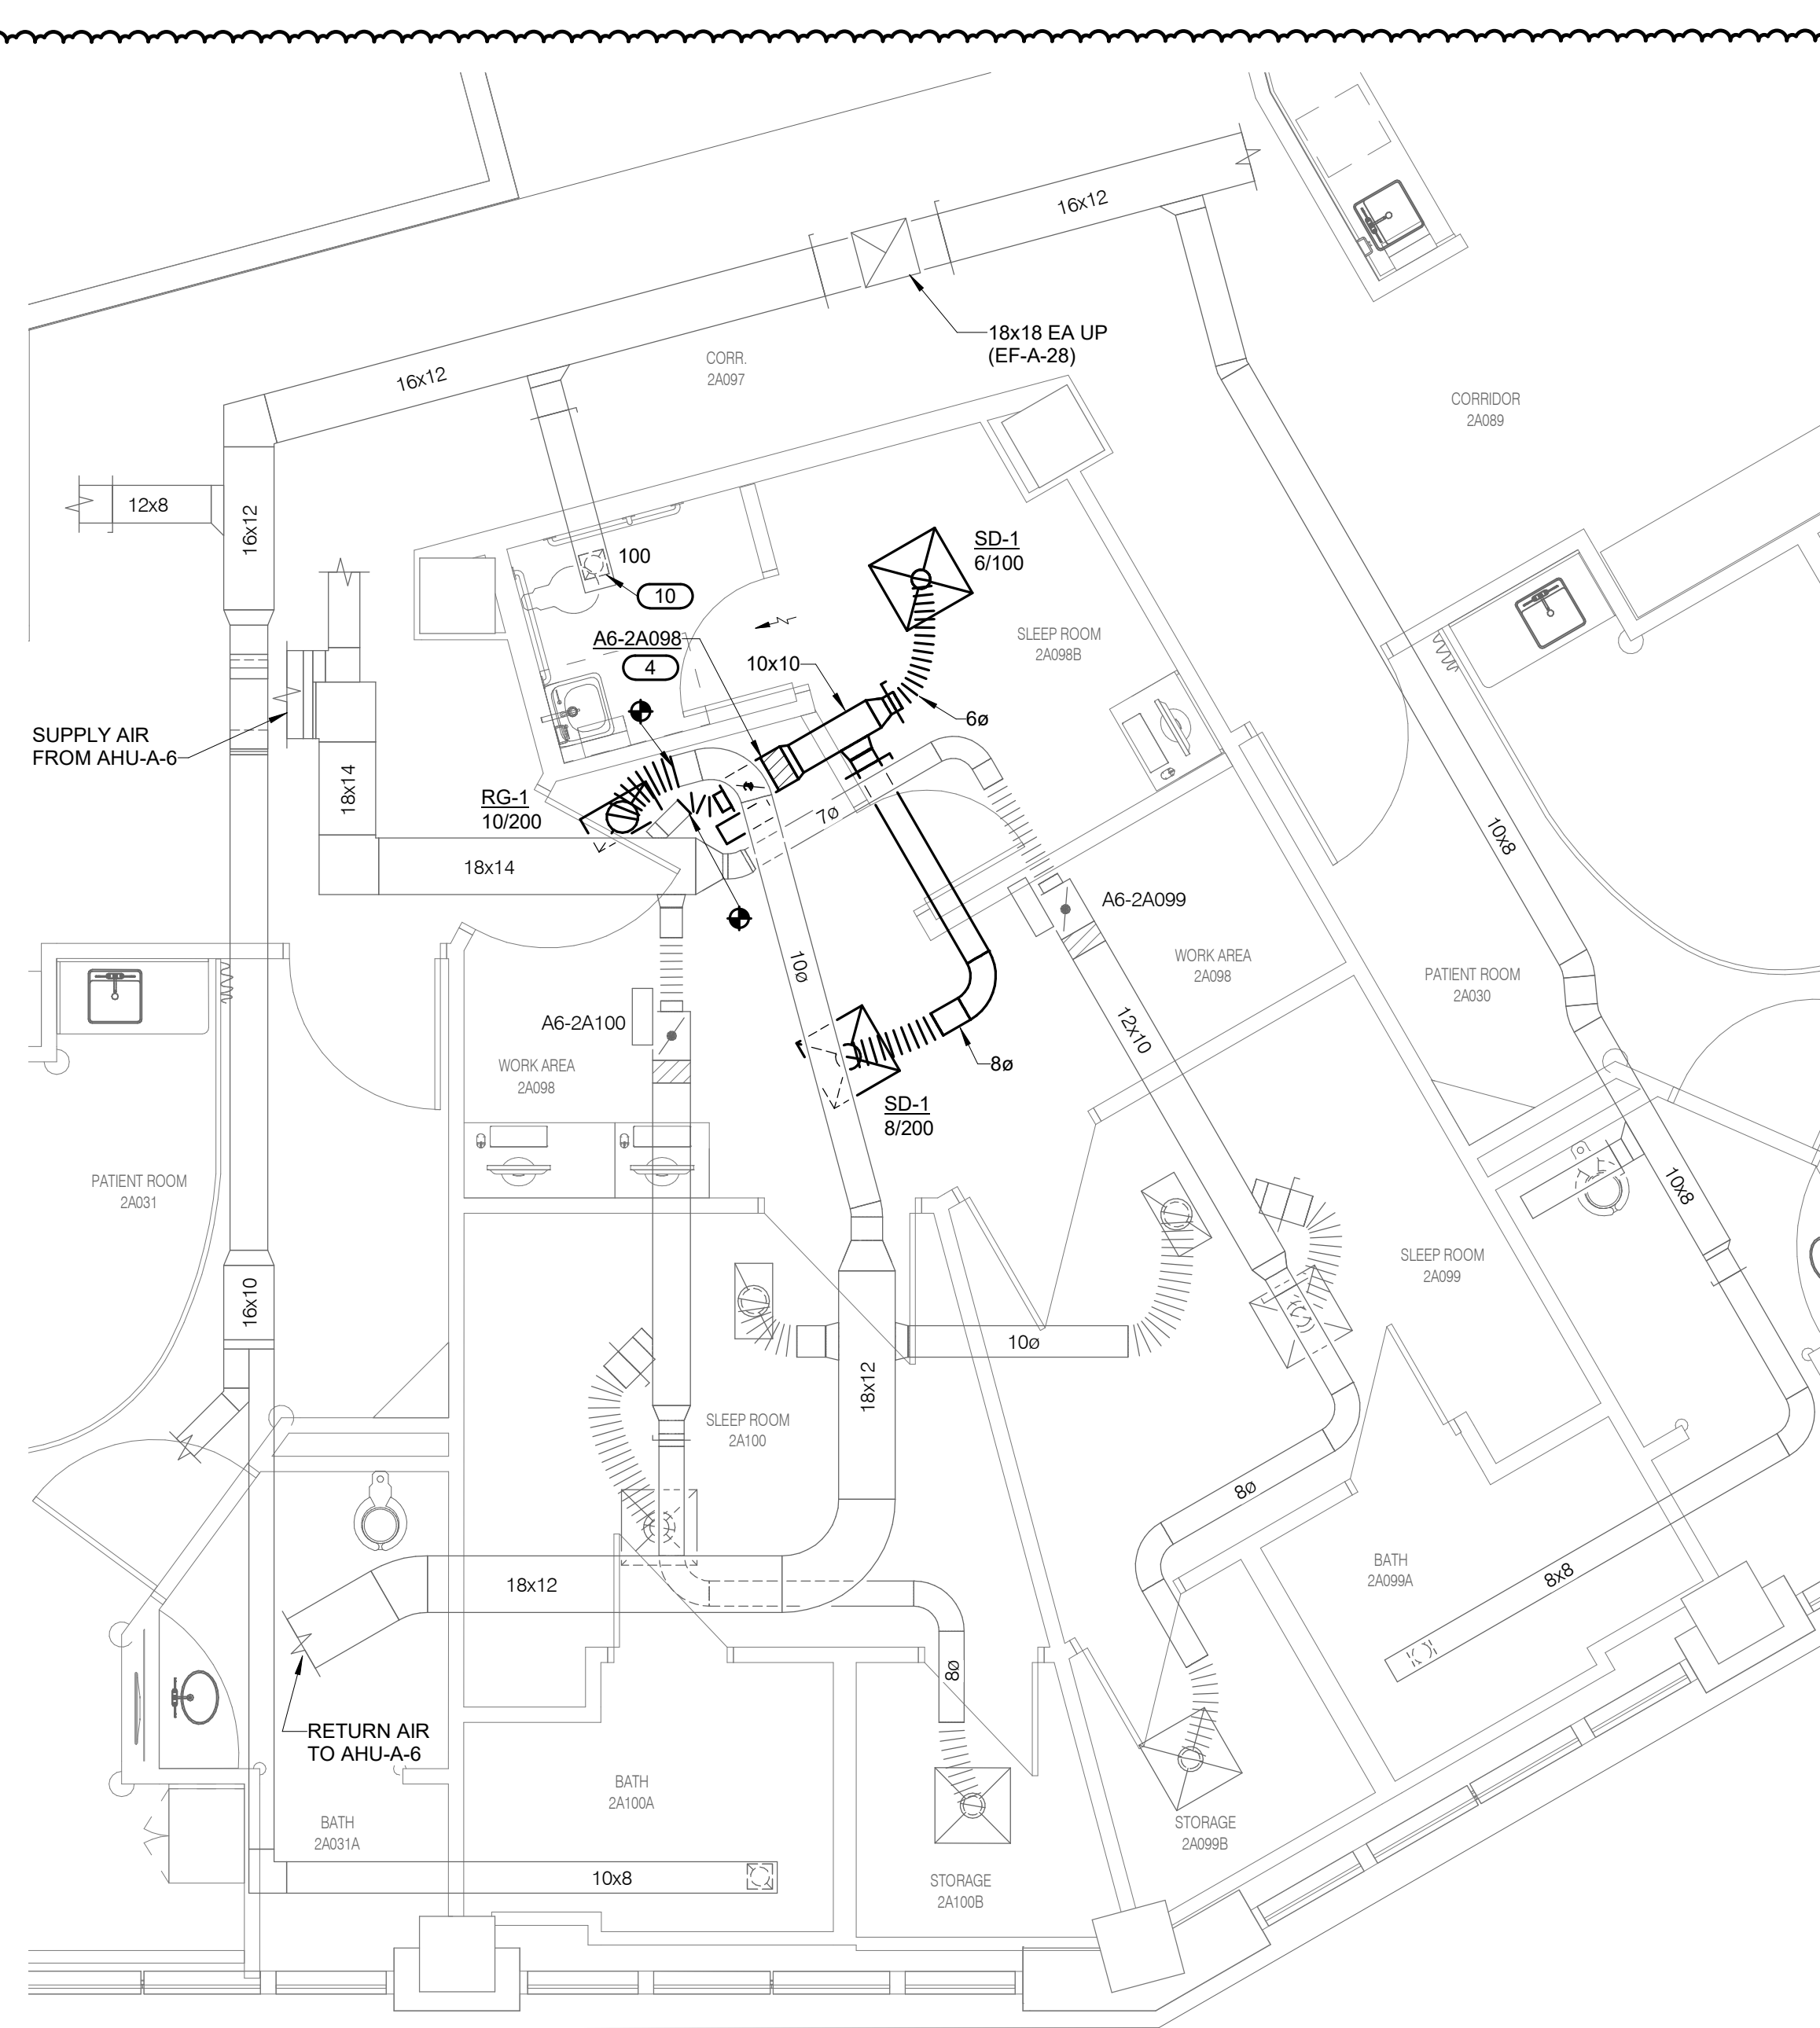 16x12
18x18 EA UP
(EF-A-28)
CORR.
2A097
16x12
CORRIDOR
2A089
12x8
16x12
100
10
SD-1
6/100
A6-2A098
4
10x10
SLEEP ROOM
2A098B
6ø
SUPPLY AIR
FROM AHU-A-6
18x14
RG-1
10/200
7ø
10x8
18x14
A6-2A099
WORK AREA
2A098
PATIENT ROOM
2A030
10ø
A6-2A100
12x10
WORK AREA
2A098
8ø
SD-1
8/200
PATIENT ROOM
2A031
10x8
SLEEP ROOM
2A099
16x10
10ø
18x12
SLEEP ROOM
2A100
8ø
18x12
BATH
2A099A
8x8
8ø
RETURN AIR
TO AHU-A-6
BATH
2A100A
BATH
2A031A
STORAGE
2A099B
10x8
STORAGE
2A100B